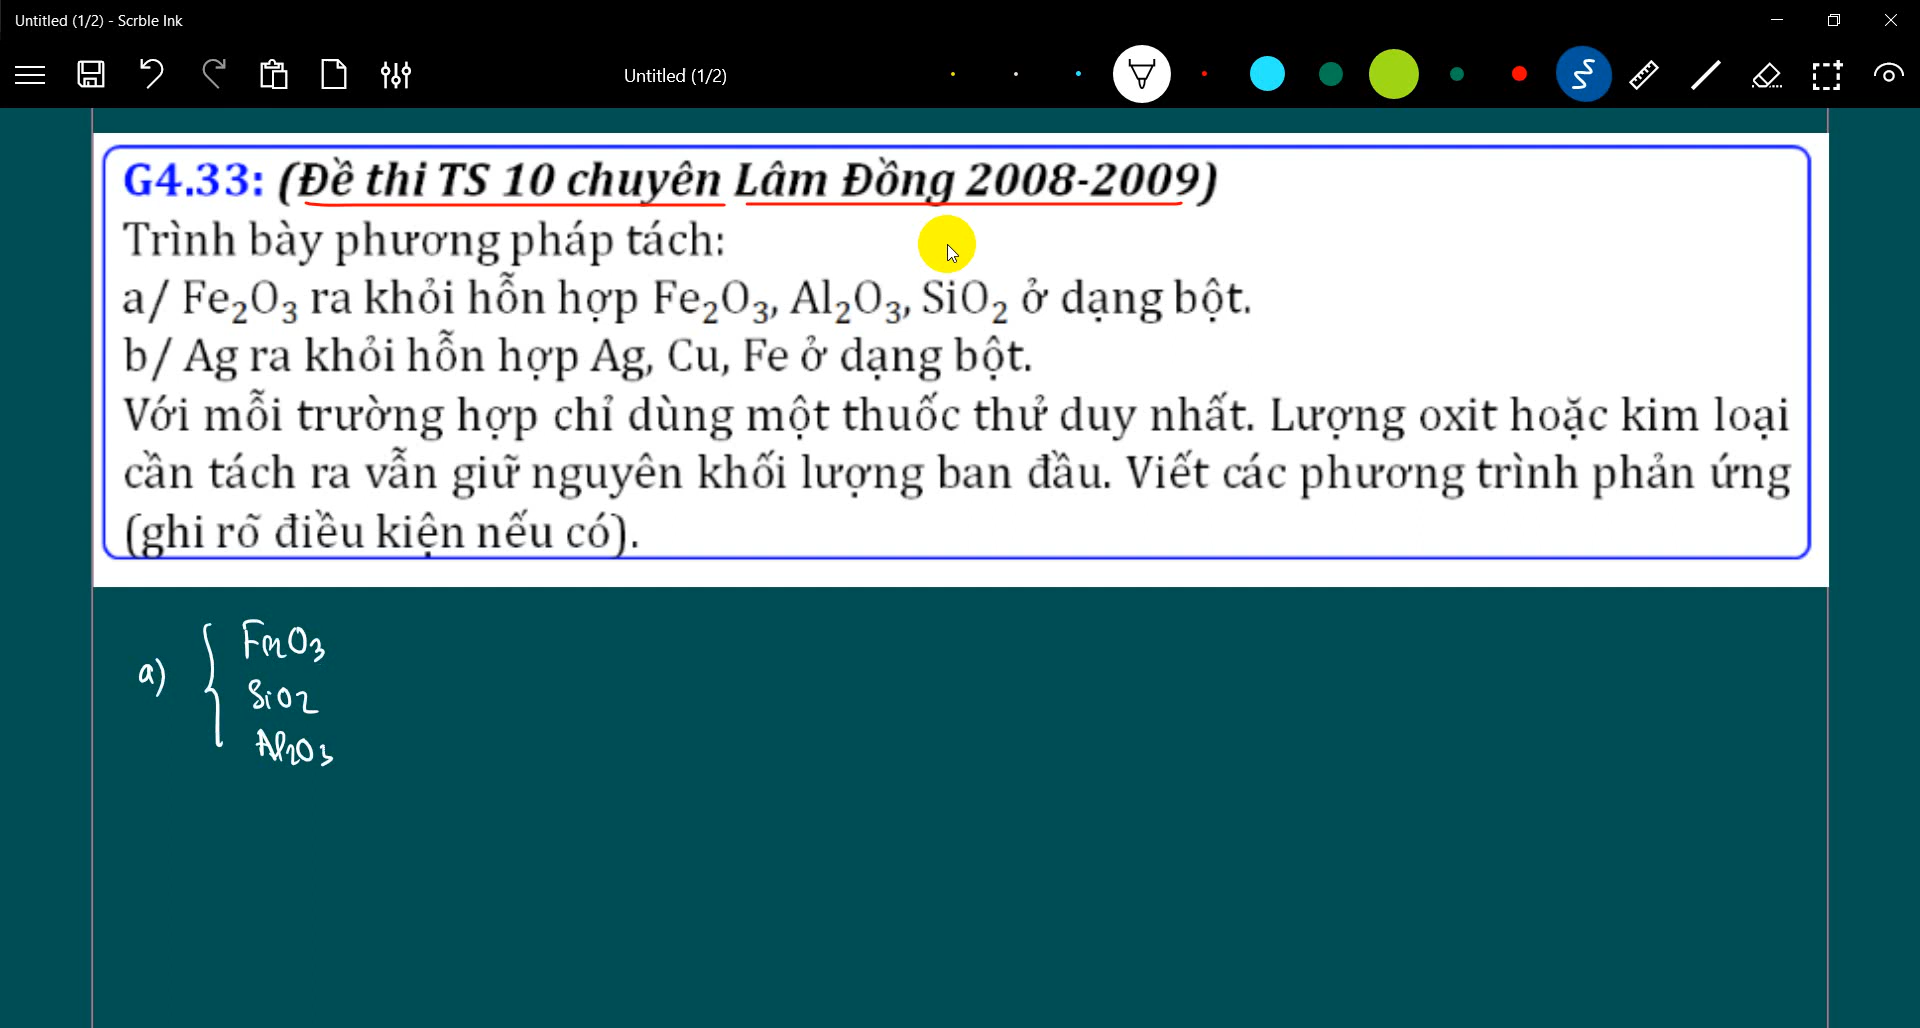 Untitled (1/2) - Scrble Ink
Untitled (1/2)
G4.33: (Đề thi TS 10 chuyên Lâm Đồng 2008-2009)
Trình bày phương pháp tách:
a/ Fe₂O₃ ra khỏi hỗn hợp Fe₂O₃, Al₂O₃, SiO₂ ở dạng bột.
b/ Ag ra khỏi hỗn hợp Ag, Cu, Fe ở dạng bột.
Với mỗi trường hợp chỉ dùng một thuốc thử duy nhất. Lượng oxit hoặc kim loại
cần tách ra vẫn giữ nguyên khối lượng ban đầu. Viết các phương trình phản ứng
(ghi rõ điều kiện nếu có).
a) { Fe₂O₃
SiO₂
Al₂O₃